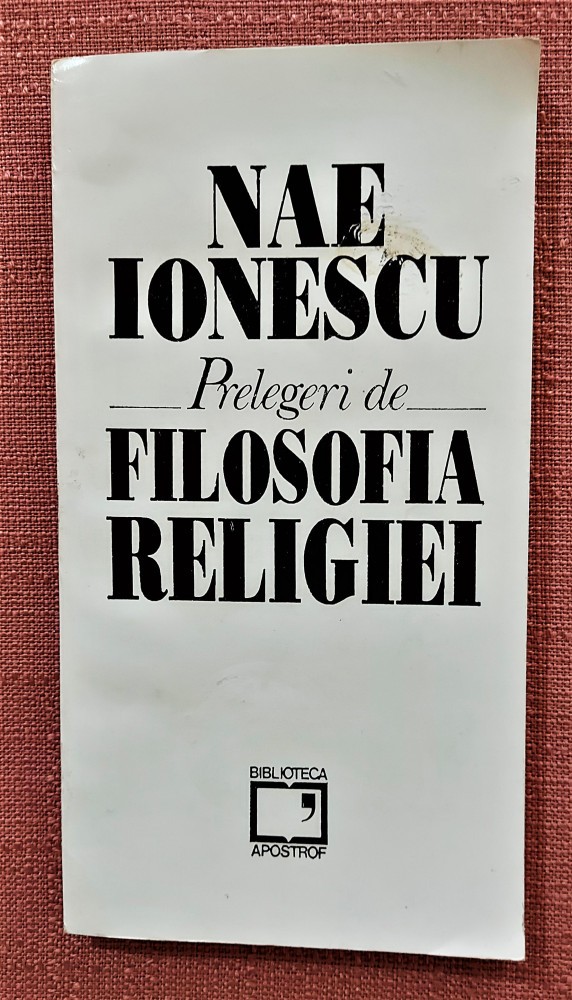 NAE
IONESCU
Prelegeri de
FILOSOFIA
RELIGIEI
BIBLIOTECA
APOSTROF